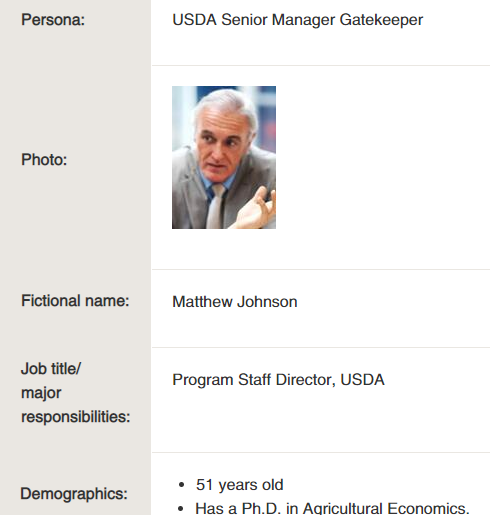 Persona: USDA Senior Manager Gatekeeper
Photo:
Fictional name: Matthew Johnson
Job title/
major
responsibilities:
Program Staff Director, USDA
Demographics:
• 51 years old
• Has a Ph.D. in Agricultural Economics.